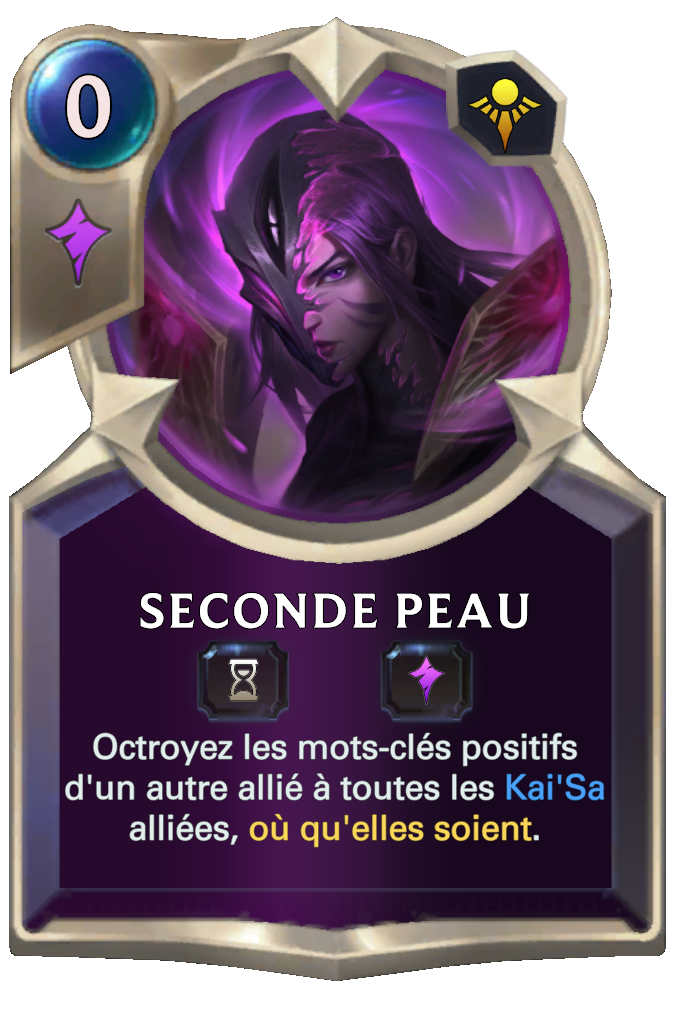 0
SECONDE PEAU
Octroyez les mots-clés positifs
d'un autre allié à toutes les Kai'Sa
alliées, où qu'elles soient.